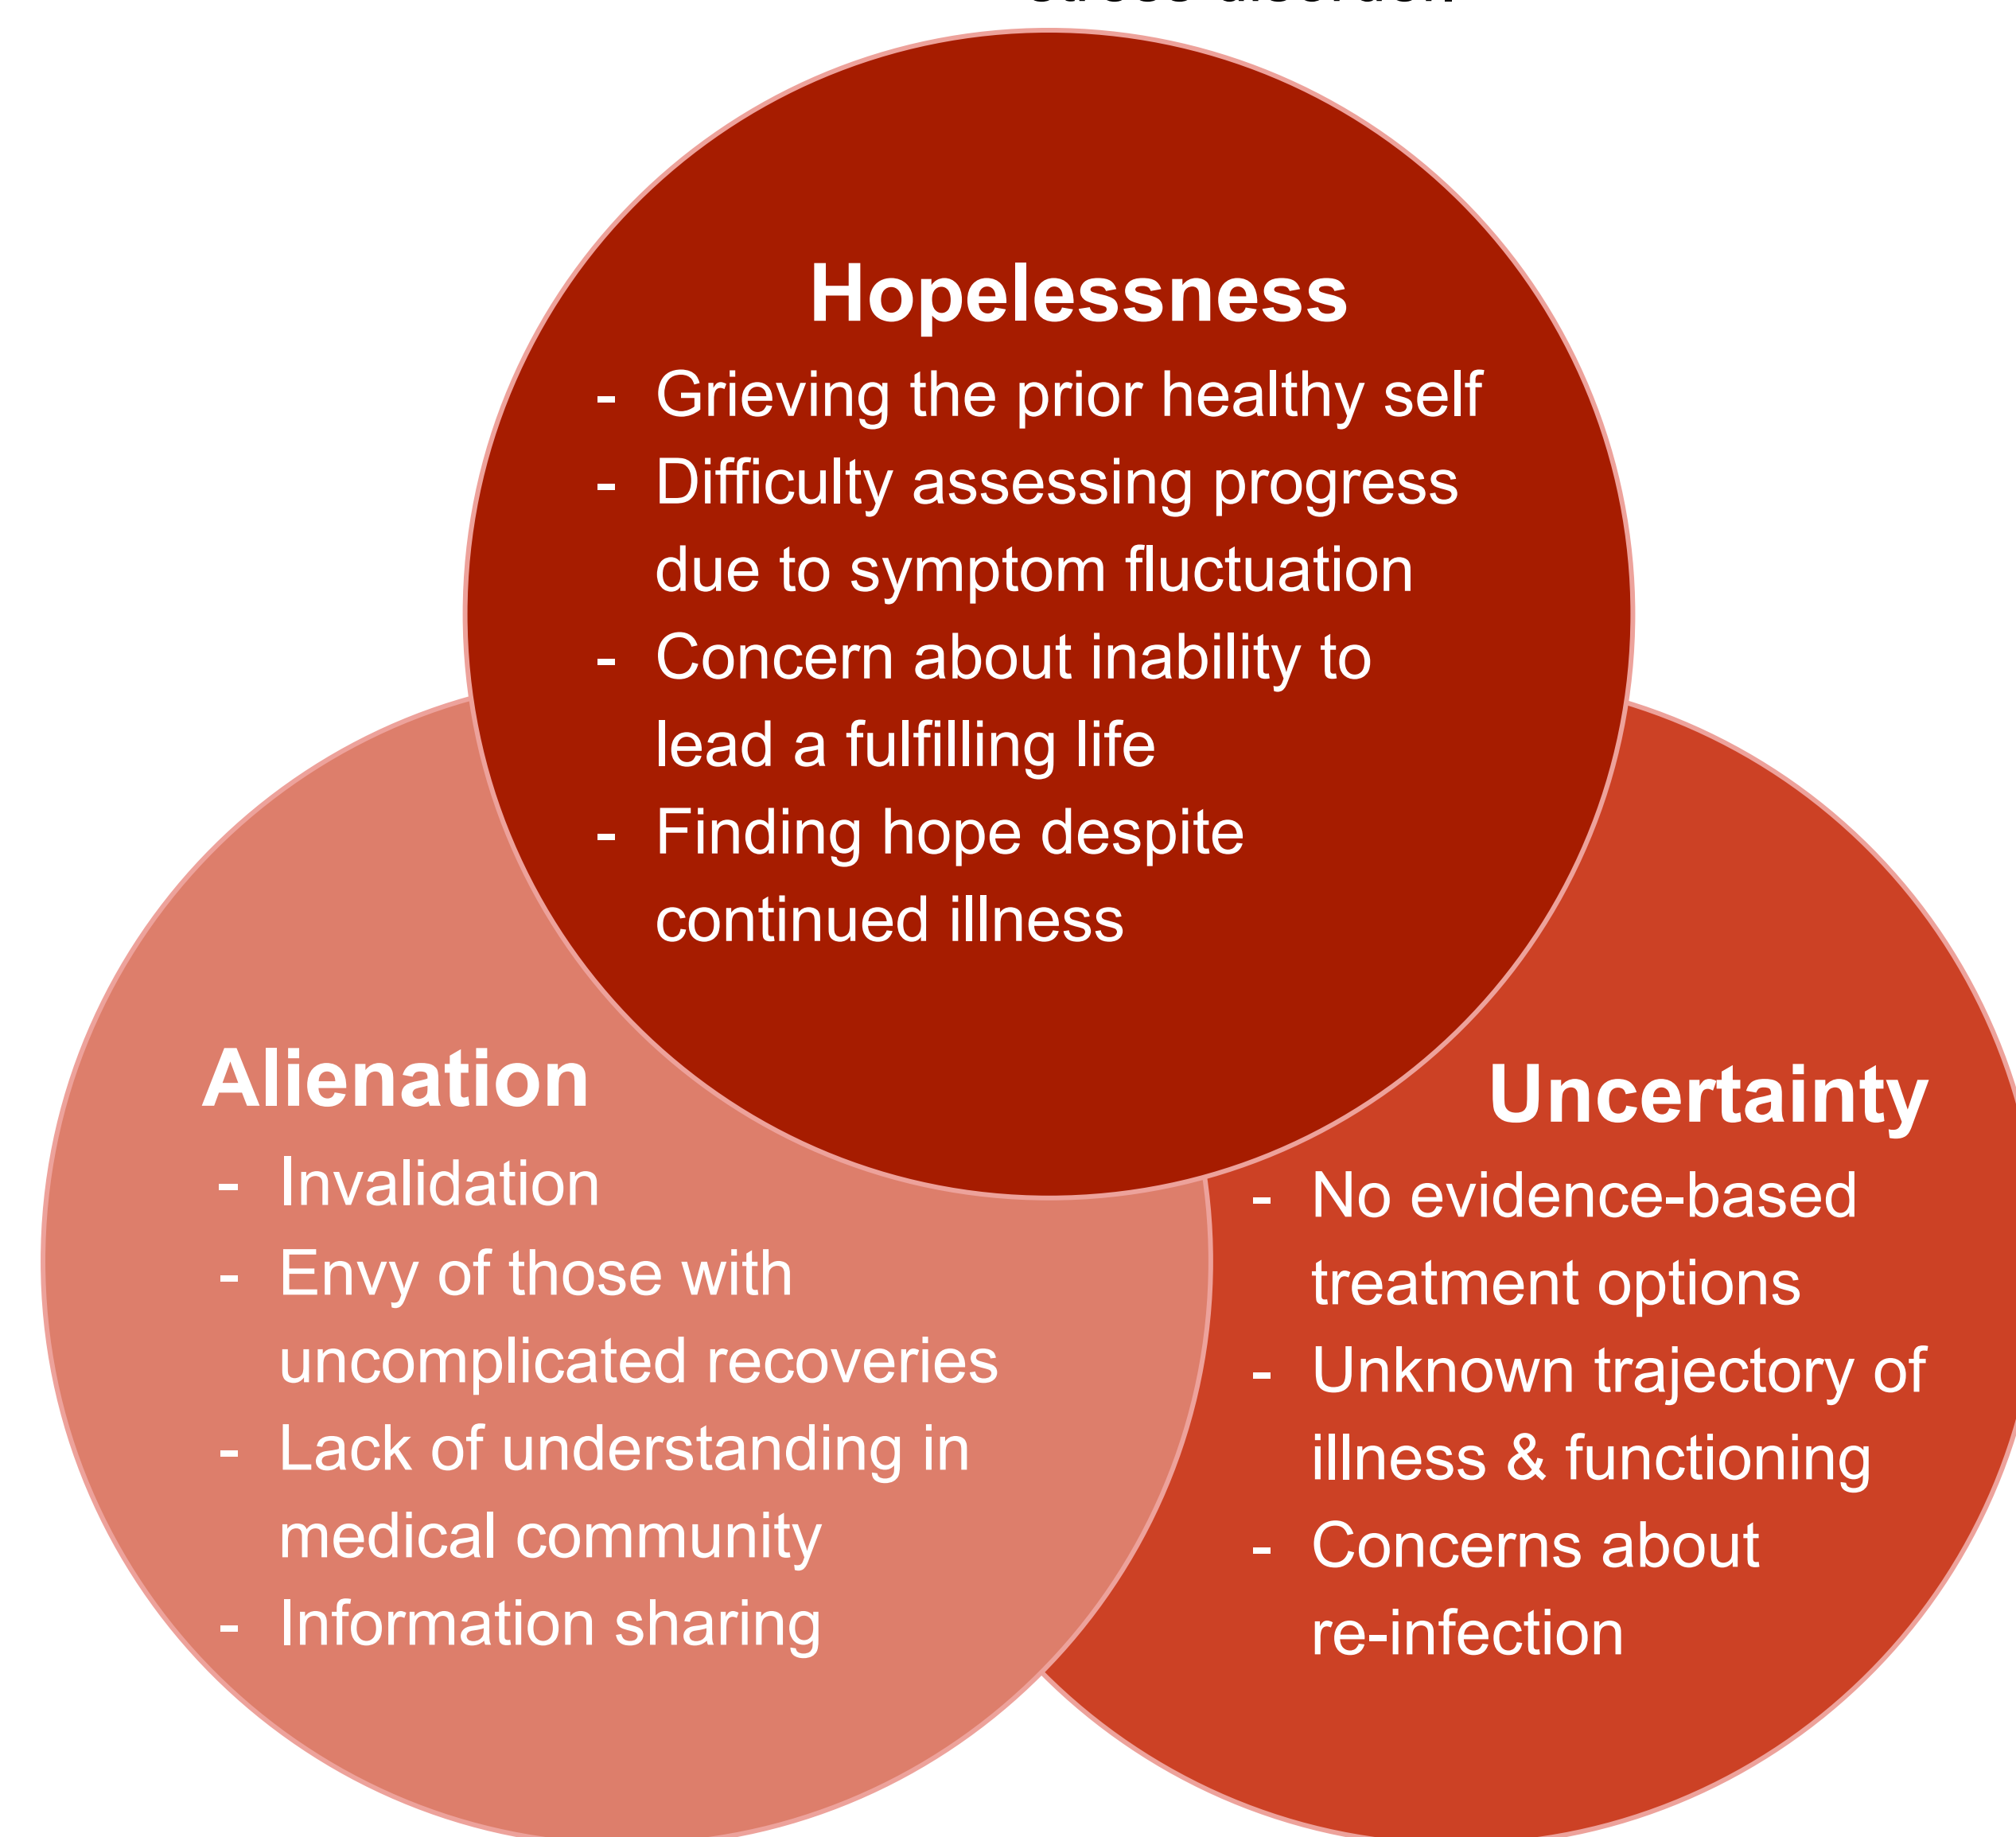 Hopelessness
- Grieving the prior healthy self
- Difficulty assessing progress
due to symptom fluctuation
- Concern about inability to
lead a fulfilling life
- Finding hope despite
continued illness
Alienation
- Invalidation
- Envy of those with
uncomplicated recoveries
- Lack of understanding in
medical community
- Information sharing
Uncertainty
- No evidence-based
treatment options
- Unknown trajectory of
illness & functioning
- Concerns about
re-infection